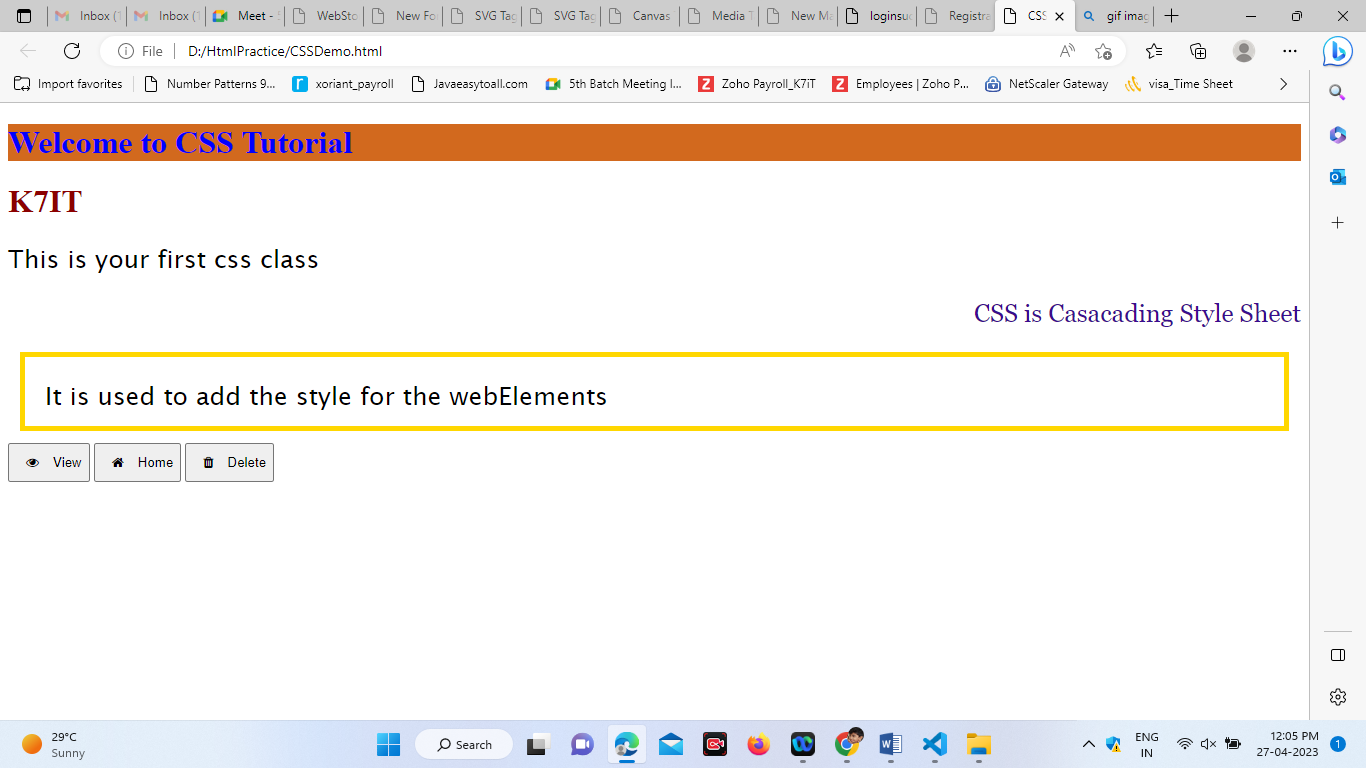 Inbox (1
Inbox (1
Meet - S
WebSto
New Fo
SVG Tag
SVG Tag
Canvas
Media T
New Ma
loginsuc
Registra
CSS
gif imag
File
D:/HtmlPractice/CSSDemo.html
Import favorites
Number Patterns 9...
xoriant_payroll
Javaeasytoall.com
5th Batch Meeting I...
Zoho Payroll_K7iT
Employees | Zoho P...
NetScaler Gateway
visa_Time Sheet
Welcome to CSS Tutorial
K7IT
This is your first css class
CSS is Casacading Style Sheet
It is used to add the style for the webElements
View
Home
Delete
29°C
Sunny
Search
ENG
IN
12:05 PM
27-04-2023
1